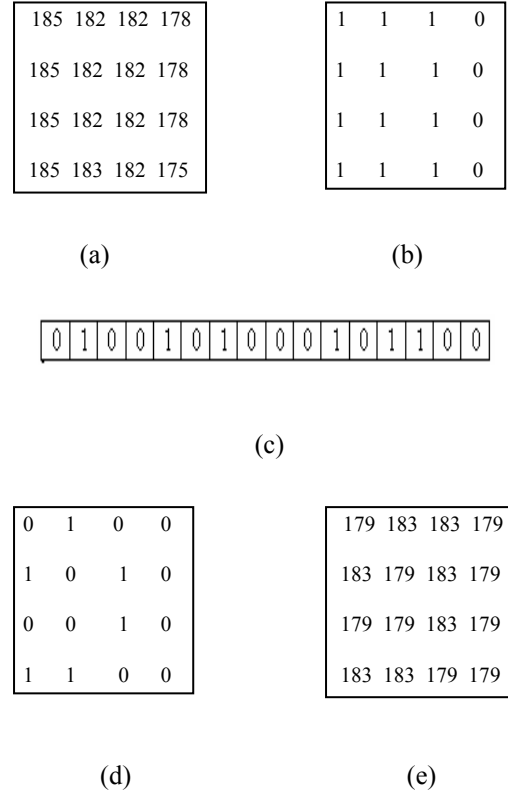 185 182 182 178
185 182 182 178
185 182 182 178
185 183 182 175
(a)
1 1 1 0
1 1 1 0
1 1 1 0
1 1 1 0
(b)
0 1 0 0 1 0 1 0 0 0 1 0 1 1 0 0
(c)
0 1 0 0
1 0 1 0
0 0 1 0
1 1 0 0
(d)
179 183 183 179
183 179 183 179
179 179 183 179
183 183 179 179
(e)